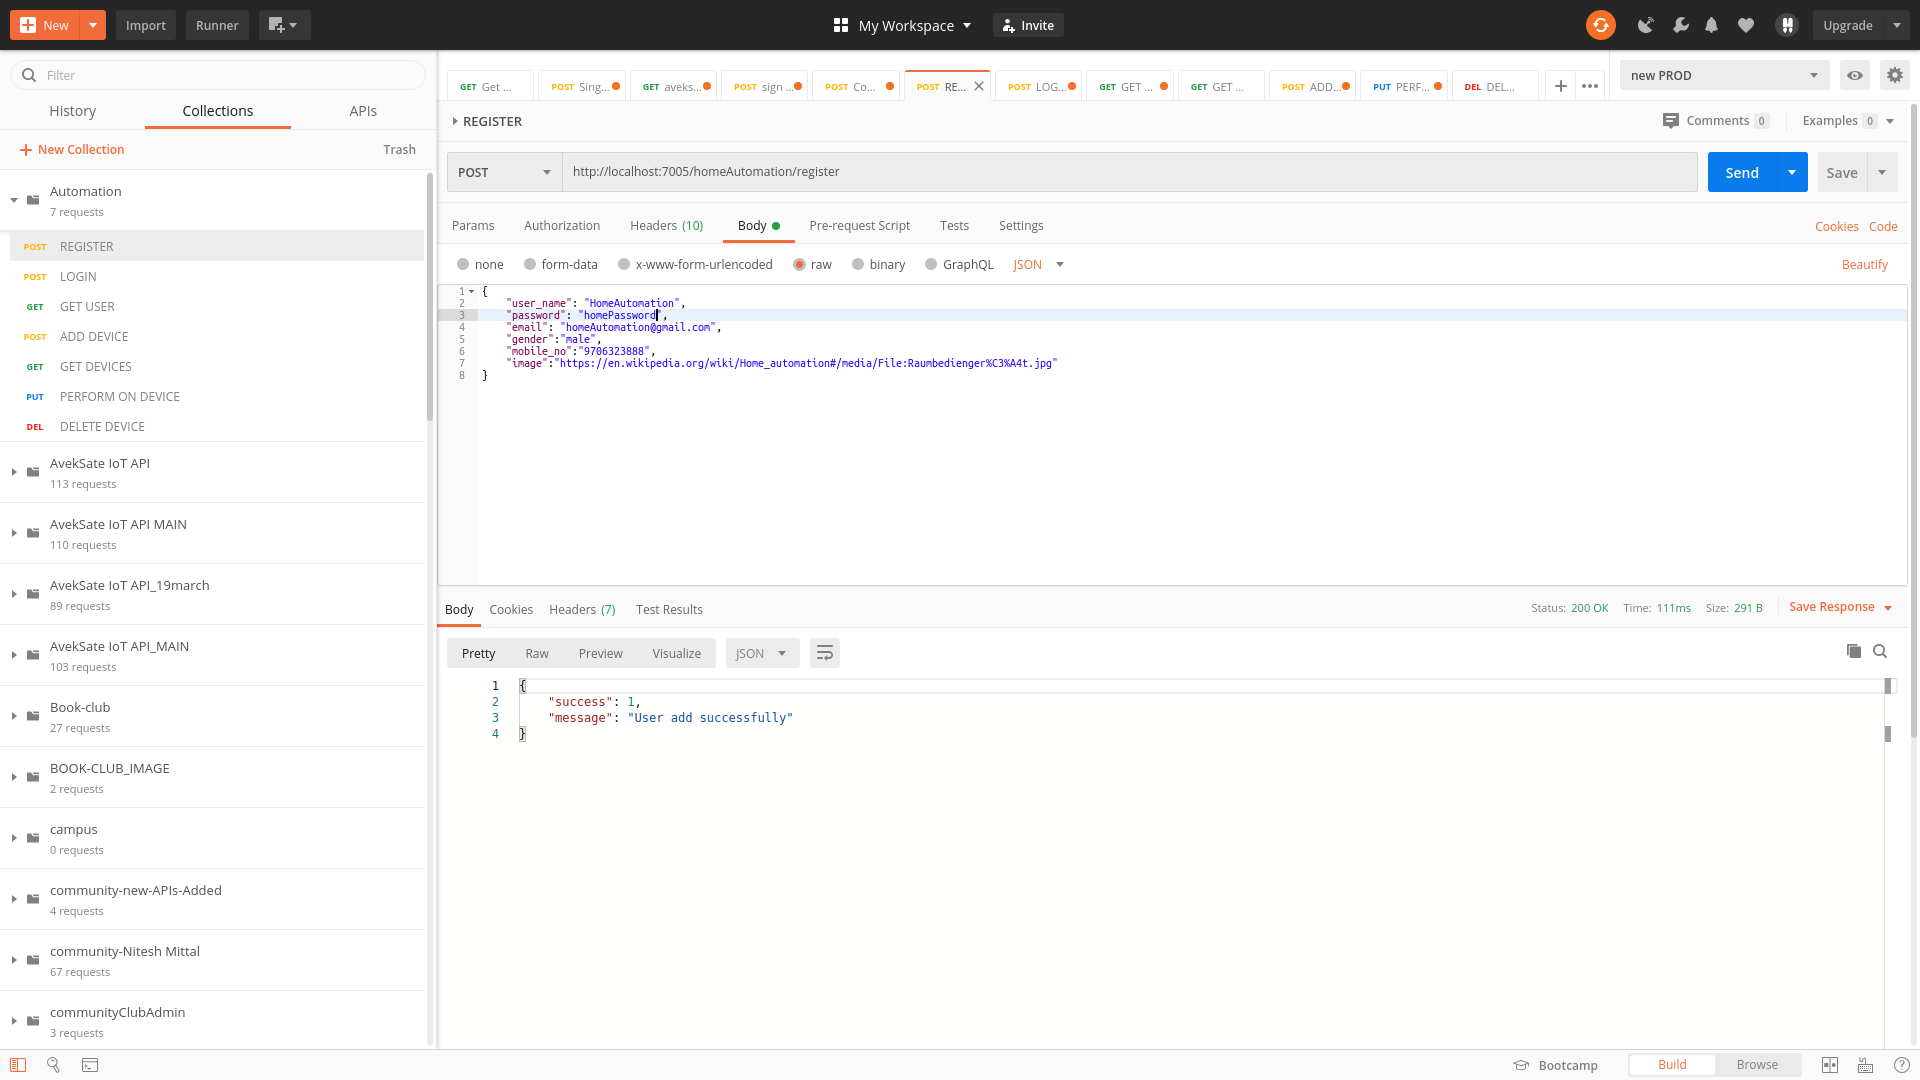 New
Import
Runner
My Workspace
Invite
Upgrade
Filter
History
Collections
APIs
New Collection
Trash
Automation
7 requests
POST REGISTER
POST LOGIN
GET GET USER
POST ADD DEVICE
GET GET DEVICES
PUT PERFORM ON DEVICE
DEL DELETE DEVICE
AvekSate IoT API
113 requests
AvekSate IoT API MAIN
110 requests
AvekSate IoT API_19march
89 requests
AvekSate IoT API_MAIN
103 requests
Book-club
27 requests
BOOK-CLUB_IMAGE
2 requests
campus
0 requests
community-new-APIs-Added
4 requests
community-Nitesh Mittal
67 requests
communityClubAdmin
3 requests
GET Get ...
POST Sing...
GET aveks...
POST sign ...
POST Co...
POST RE...
POST LOG...
GET GET ...
GET GET ...
POST ADD...
PUT PERF...
DEL DEL...
new PROD
REGISTER
Comments 0
Examples 0
POST
http://localhost:7005/homeAutomation/register
Send
Save
Params
Authorization
Headers (10)
Body
Pre-request Script
Tests
Settings
Cookies
Code
none
form-data
x-www-form-urlencoded
raw
binary
GraphQL
JSON
Beautify
1 {
2 "user_name": "HomeAutomation",
3 "password": "homePassword",
4 "email": "homeAutomation@gmail.com",
5 "gender":"male",
6 "mobile_no":"9706323888",
7 "image":"https://en.wikipedia.org/wiki/Home_automation#/media/File:Raumbedienger%C3%A4t.jpg"
8 }
Body
Cookies
Headers (7)
Test Results
Status: 200 OK
Time: 111ms
Size: 291 B
Save Response
Pretty
Raw
Preview
Visualize
JSON
1 {
2 "success": 1,
3 "message": "User add successfully"
4 }
Bootcamp
Build
Browse